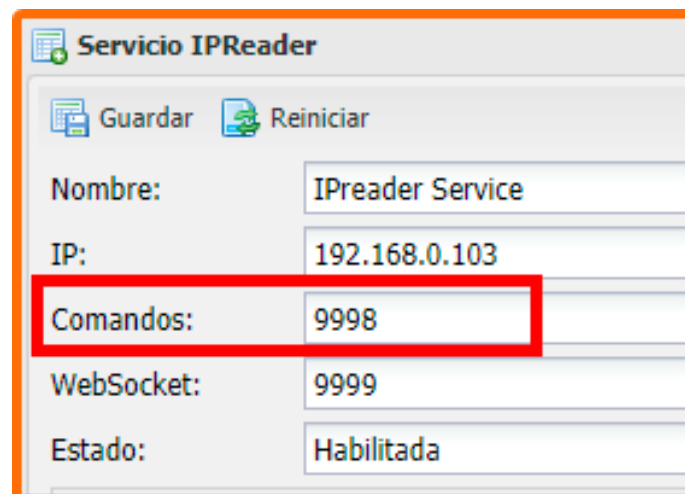 Servicio IPReader
Guardar Reiniciar
Nombre: IPreader Service
IP: 192.168.0.103
Comandos: 9998
WebSocket: 9999
Estado: Habilitada